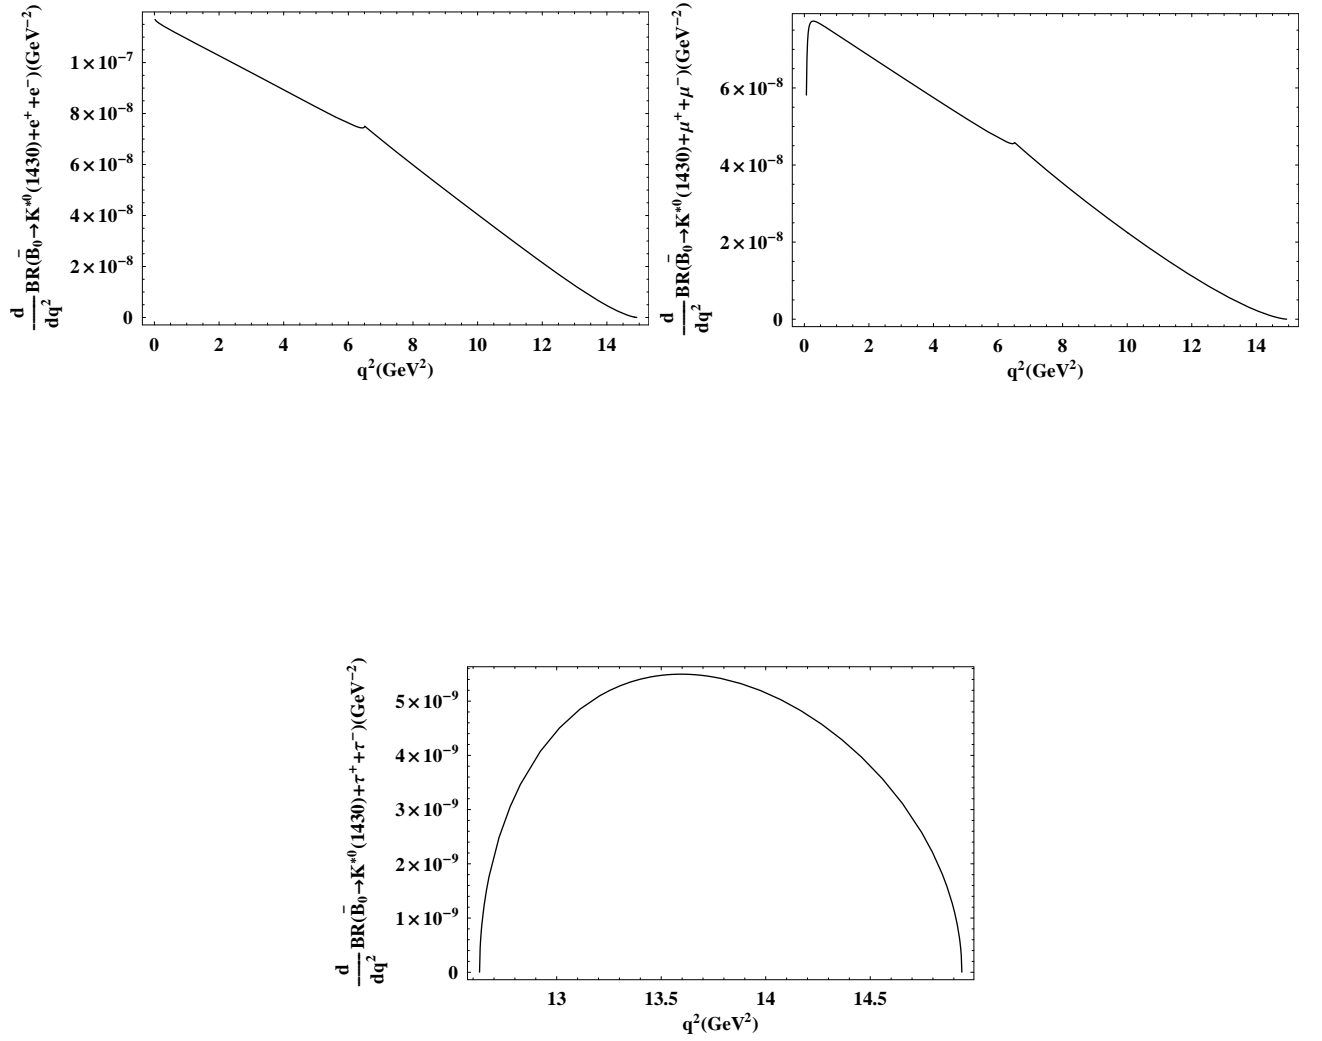 d/dq² BR(B̄₀→K*⁰(1430)+e⁺+e⁻)(GeV⁻²)
1×10⁻⁷
8×10⁻⁸
6×10⁻⁸
4×10⁻⁸
2×10⁻⁸
0
0 2 4 6 8 10 12 14
q²(GeV²)
d/dq² BR(B̄₀→K*⁰(1430)+μ⁺+μ⁻)(GeV⁻²)
6×10⁻⁸
4×10⁻⁸
2×10⁻⁸
0
0 2 4 6 8 10 12 14
q²(GeV²)
d/dq² BR(B̄₀→K*⁰(1430)+τ⁺+τ⁻)(GeV⁻²)
5×10⁻⁹
4×10⁻⁹
3×10⁻⁹
2×10⁻⁹
1×10⁻⁹
0
13 13.5 14 14.5
q²(GeV²)